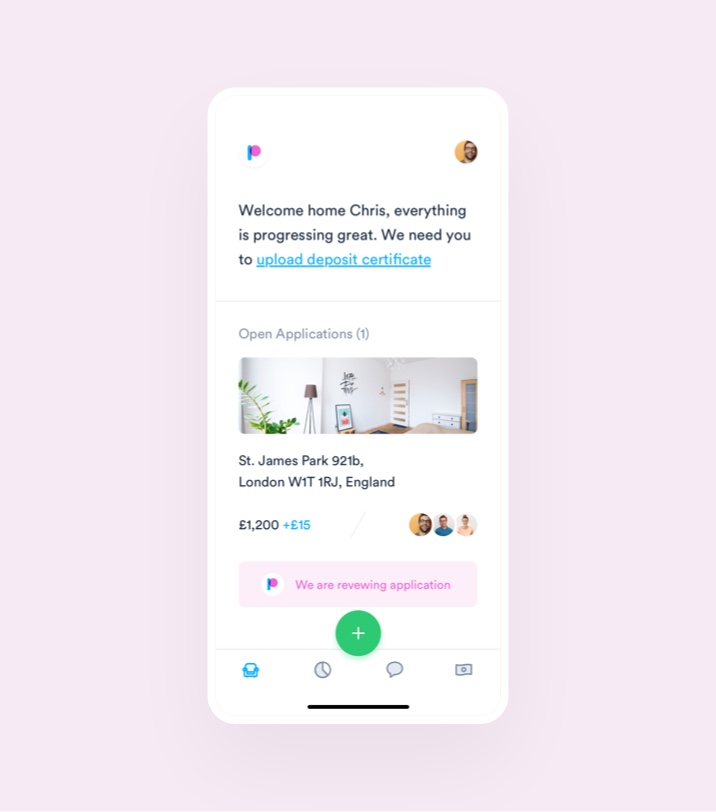 Welcome home Chris, everything
is progressing great. We need you
to upload deposit certificate
Open Applications (1)
St. James Park 921b,
London W1T 1RJ, England
£1,200 +£15
We are revewing application